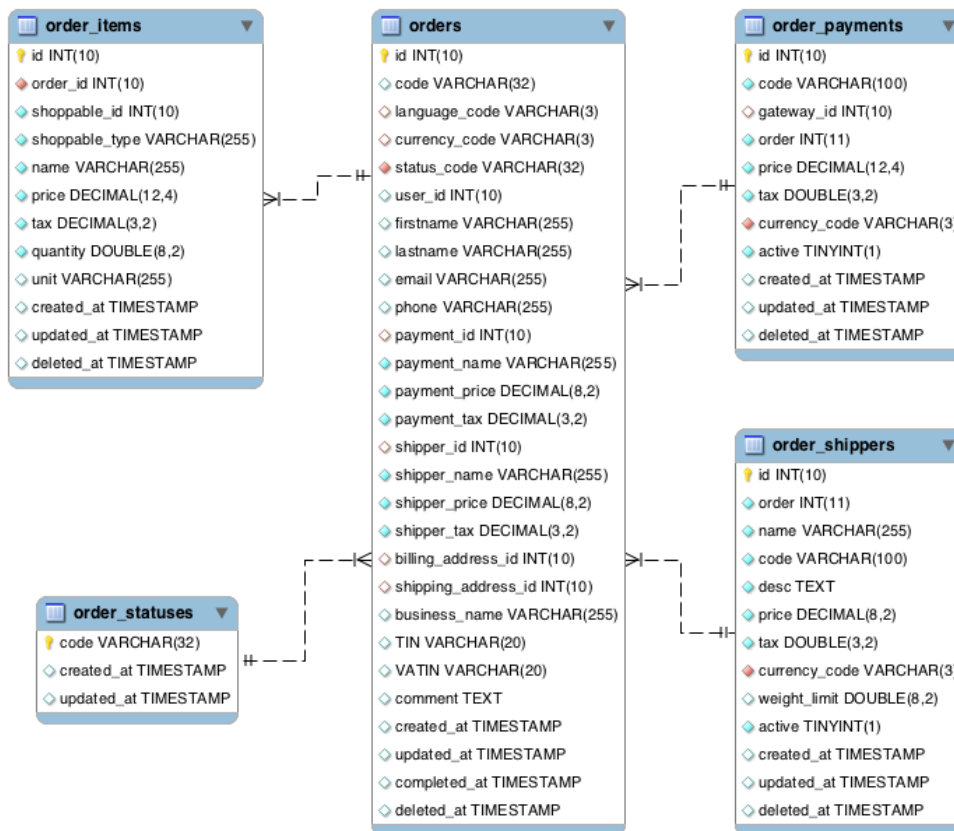 order_items
id INT(10)
order_id INT(10)
shoppable_id INT(10)
shoppable_type VARCHAR(255)
name VARCHAR(255)
price DECIMAL(12,4)
tax DECIMAL(3,2)
quantity DOUBLE(8,2)
unit VARCHAR(255)
created_at TIMESTAMP
updated_at TIMESTAMP
deleted_at TIMESTAMP
order_statuses
code VARCHAR(32)
created_at TIMESTAMP
updated_at TIMESTAMP
orders
id INT(10)
code VARCHAR(32)
language_code VARCHAR(3)
currency_code VARCHAR(3)
status_code VARCHAR(32)
user_id INT(10)
firstname VARCHAR(255)
lastname VARCHAR(255)
email VARCHAR(255)
phone VARCHAR(255)
payment_id INT(10)
payment_name VARCHAR(255)
payment_price DECIMAL(8,2)
payment_tax DECIMAL(3,2)
shipper_id INT(10)
shipper_name VARCHAR(255)
shipper_price DECIMAL(8,2)
shipper_tax DECIMAL(3,2)
billing_address_id INT(10)
shipping_address_id INT(10)
business_name VARCHAR(255)
TIN VARCHAR(20)
VATIN VARCHAR(20)
comment TEXT
created_at TIMESTAMP
updated_at TIMESTAMP
completed_at TIMESTAMP
deleted_at TIMESTAMP
order_payments
id INT(10)
code VARCHAR(100)
gateway_id INT(10)
order INT(11)
price DECIMAL(12,4)
tax DOUBLE(3,2)
currency_code VARCHAR(3)
active TINYINT(1)
created_at TIMESTAMP
updated_at TIMESTAMP
deleted_at TIMESTAMP
order_shippers
id INT(10)
order INT(11)
name VARCHAR(255)
code VARCHAR(100)
desc TEXT
price DECIMAL(8,2)
tax DOUBLE(3,2)
currency_code VARCHAR(3)
weight_limit DOUBLE(8,2)
active TINYINT(1)
created_at TIMESTAMP
updated_at TIMESTAMP
deleted_at TIMESTAMP